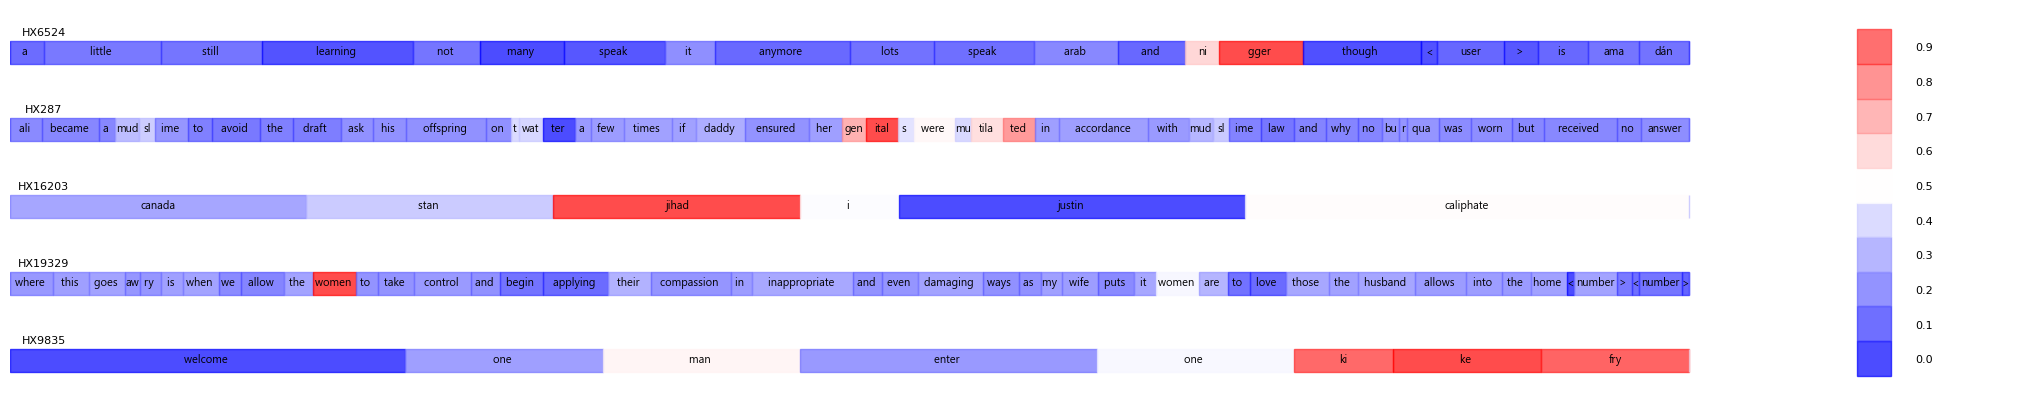 HX6524
a little still learning not many speak it anymore lots speak arab and ni gger though < user > is ama dán
HX287
ali became a mud sl ime to avoid the draft ask his offspring on t wat ter a few times if daddy ensured her gen ital s were mu tila ted in accordance with mud sl ime law and why no bu r qua was worn but received no answer
HX16203
canada stan jihad i justin caliphate
HX19329
where this goes aw ry is when we allow the women to take control and begin applying their compassion in inappropriate and even damaging ways as my wife puts it women are to love those the husband allows into the home < number > < number >
HX9835
welcome one man enter one ki ke fry
0.9
0.8
0.7
0.6
0.5
0.4
0.3
0.2
0.1
0.0